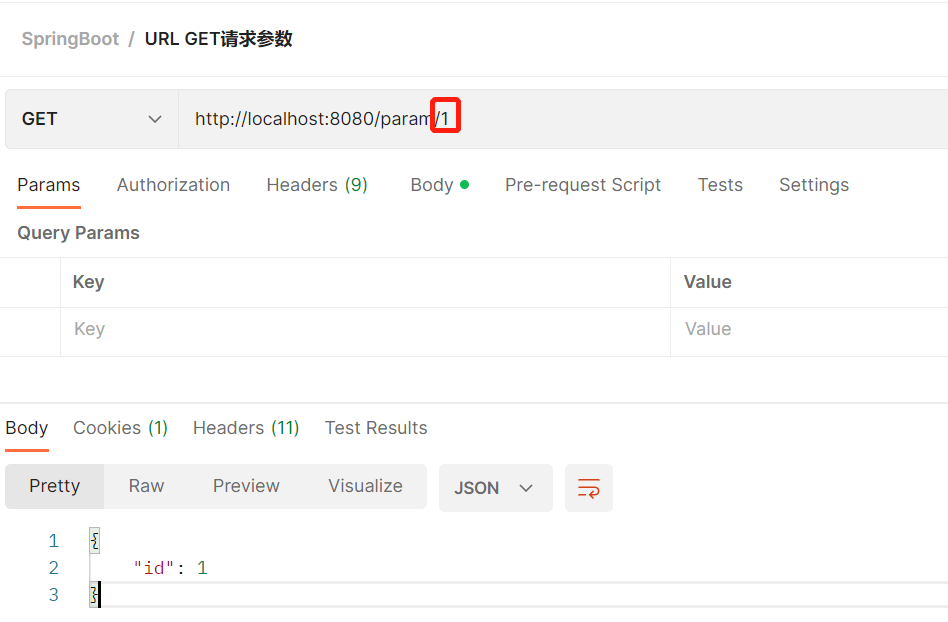 SpringBoot / URL GET请求参数
GET http://localhost:8080/param/1
Params Authorization Headers (9) Body Pre-request Script Tests Settings
Query Params
Key Value
Key Value
Body Cookies (1) Headers (11) Test Results
Pretty Raw Preview Visualize JSON
1 {
2 "id": 1
3 }